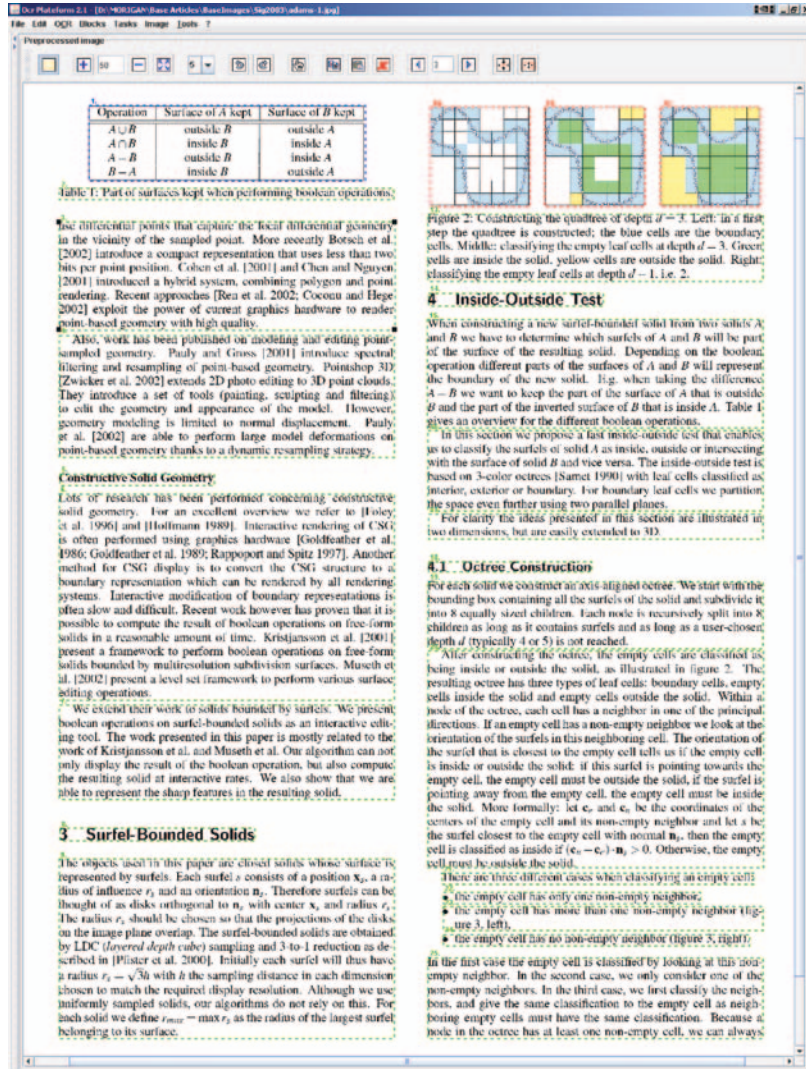 Ocr Plateform 2.1 - [D:\MORIGAN\Base Articles\BaseImages\Sig2003\adams-1.jpg]
File Edit OCR Blocks Tasks Image Tools ?
Preprocessed image
50 5 3
Operation Surface of A kept Surface of B kept
A ∪ B outside B outside A
A ∩ B inside B inside A
A − B outside B inside A
B − A inside B outside A
Table 1: Part of surfaces kept when performing boolean operations.
use differential points that capture the local differential geometry
in the vicinity of the sampled point. More recently Botsch et al.
[2002] introduce a compact representation that uses less than two
bits per point position. Cohen et al. [2001] and Chen and Nguyen
[2001] introduced a hybrid system, combining polygon and point
rendering. Recent approaches [Ren et al. 2002; Coconu and Hege
2002] exploit the power of current graphics hardware to render
point-based geometry with high quality.
Also, work has been published on modeling and editing point-
sampled geometry. Pauly and Gross [2001] introduce spectral
filtering and resampling of point-based geometry. Pointshop 3D
[Zwicker et al. 2002] extends 2D photo editing to 3D point clouds.
They introduce a set of tools (painting, sculpting and filtering)
to edit the geometry and appearance of the model. However,
geometry modeling is limited to normal displacement. Pauly
et al. [2002] are able to perform large model deformations on
point-based geometry thanks to a dynamic resampling strategy.
Constructive Solid Geometry
Lots of research has been performed concerning constructive
solid geometry. For an excellent overview we refer to [Foley
et al. 1996] and [Hoffmann 1989]. Interactive rendering of CSG
is often performed using graphics hardware [Goldfeather et al.
1986; Goldfeather et al. 1989; Rappoport and Spitz 1997]. Another
method for CSG display is to convert the CSG structure to a
boundary representation which can be rendered by all rendering
systems. Interactive modification of boundary representations is
often slow and difficult. Recent work however has proven that it is
possible to compute the result of boolean operations on free-form
solids in a reasonable amount of time. Kristjansson et al. [2001]
present a framework to perform boolean operations on free-form
solids bounded by multiresolution subdivision surfaces. Museth et
al. [2002] present a level set framework to perform various surface
editing operations.
We extend their work to solids bounded by surfels. We present
boolean operations on surfel-bounded solids as an interactive edit-
ing tool. The work presented in this paper is mostly related to the
work of Kristjansson et al. and Museth et al. Our algorithm can not
only display the result of the boolean operation, but also compute
the resulting solid at interactive rates. We also show that we are
able to represent the sharp features in the resulting solid.
3 Surfel-Bounded Solids
The objects used in this paper are closed solids whose surface is
represented by surfels. Each surfel s consists of a position xs, a ra-
dius of influence rs and an orientation ns. Therefore surfels can be
thought of as disks orthogonal to ns with center xs and radius rs.
The radius rs should be chosen so that the projections of the disks
on the image plane overlap. The surfel-bounded solids are obtained
by LDC (layered depth cube) sampling and 3-to-1 reduction as de-
scribed in [Pfister et al. 2000]. Initially each surfel will thus have
a radius rs = √3h with h the sampling distance in each dimension
chosen to match the required display resolution. Although we use
uniformly sampled solids, our algorithms do not rely on this. For
each solid we define rmax = max rs as the radius of the largest surfel
belonging to its surface.
Figure 2: Constructing the quadtree of depth d = 3. Left: in a first
step the quadtree is constructed; the blue cells are the boundary
cells. Middle: classifying the empty leaf cells at depth d = 3. Green
cells are inside the solid, yellow cells are outside the solid. Right:
classifying the empty leaf cells at depth d − 1, i.e. 2.
4 Inside-Outside Test
When constructing a new surfel-bounded solid from two solids A
and B we have to determine which surfels of A and B will be part
of the surface of the resulting solid. Depending on the boolean
operation different parts of the surfaces of A and B will represent
the boundary of the new solid. E.g. when taking the difference
A − B we want to keep the part of the surface of A that is outside
B and the part of the inverted surface of B that is inside A. Table 1
gives an overview for the different boolean operations.
In this section we propose a fast inside-outside test that enables
us to classify the surfels of solid A as inside, outside or intersecting
with the surface of solid B and vice versa. The inside-outside test is
based on 3-color octrees [Samet 1990] with leaf cells classified as
interior, exterior or boundary. For boundary leaf cells we partition
the space even further using two parallel planes.
For clarity the ideas presented in this section are illustrated in
two dimensions, but are easily extended to 3D.
4.1 Octree Construction
For each solid we construct an axis-aligned octree. We start with the
bounding box containing all the surfels of the solid and subdivide it
into 8 equally sized children. Each node is recursively split into 8
children as long as it contains surfels and as long as a user-chosen
depth d (typically 4 or 5) is not reached.
After constructing the octree, the empty cells are classified as
being inside or outside the solid, as illustrated in figure 2. The
resulting octree has three types of leaf cells: boundary cells, empty
cells inside the solid and empty cells outside the solid. Within a
node of the octree, each cell has a neighbor in one of the principal
directions. If an empty cell has a non-empty neighbor we look at the
orientation of the surfels in this neighboring cell. The orientation of
the surfel that is closest to the empty cell tells us if the empty cell
is inside or outside the solid: if this surfel is pointing towards the
empty cell, the empty cell must be outside the solid, if the surfel is
pointing away from the empty cell, the empty cell must be inside
the solid. More formally: let ce and cn be the coordinates of the
centers of the empty cell and its non-empty neighbor and let s be
the surfel closest to the empty cell with normal ns, then the empty
cell is classified as inside if (cn − ce) · ns > 0. Otherwise, the empty
cell must be outside the solid.
There are three different cases when classifying an empty cell:
• the empty cell has only one non-empty neighbor,
• the empty cell has more than one non-empty neighbor (fig-
ure 3, left),
• the empty cell has no non-empty neighbor (figure 3, right).
In the first case the empty cell is classified by looking at this non-
empty neighbor. In the second case, we only consider one of the
non-empty neighbors. In the third case, we first classify the neigh-
bors, and give the same classification to the empty cell as neigh-
boring empty cells must have the same classification. Because a
node in the octree has at least one non-empty cell, we can always